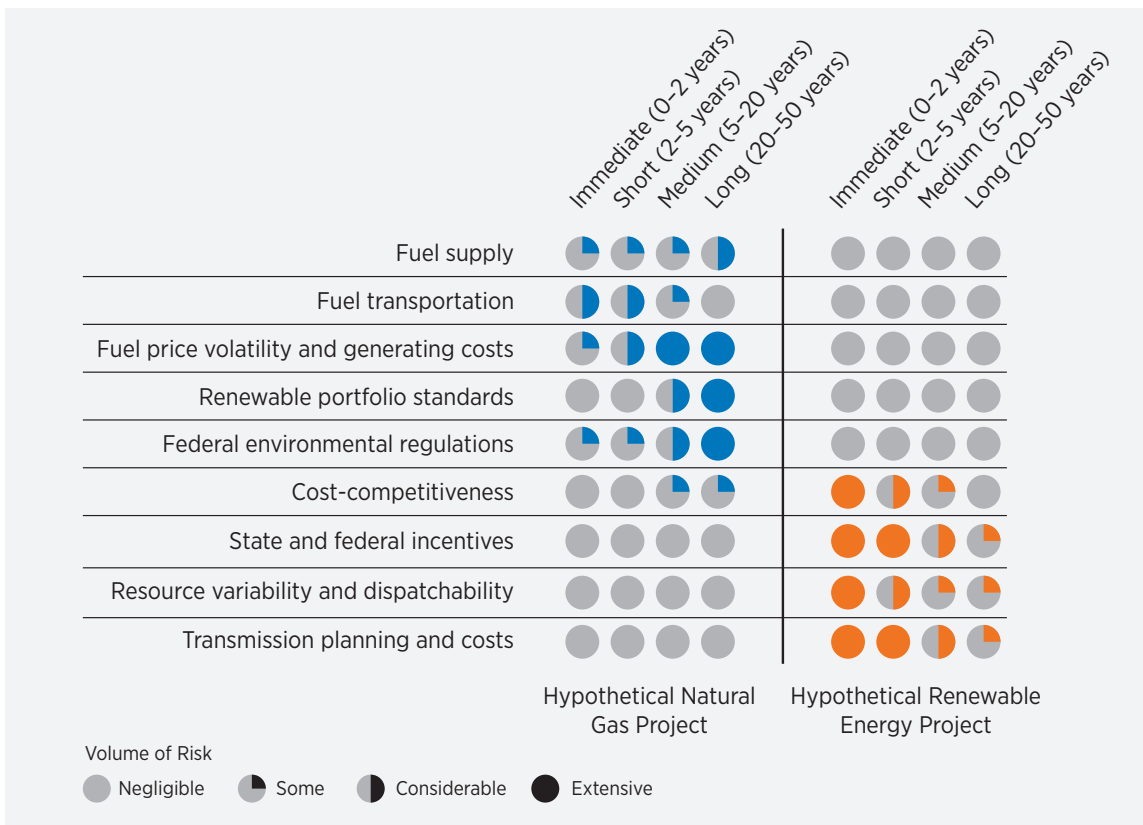 Immediate (0–2 years)
Short (2–5 years)
Medium (5–20 years)
Long (20–50 years)
Immediate (0–2 years)
Short (2–5 years)
Medium (5–20 years)
Long (20–50 years)
Fuel supply
Fuel transportation
Fuel price volatility and generating costs
Renewable portfolio standards
Federal environmental regulations
Cost-competitiveness
State and federal incentives
Resource variability and dispatchability
Transmission planning and costs
Hypothetical Natural
Gas Project
Hypothetical Renewable
Energy Project
Volume of Risk
Negligible
Some
Considerable
Extensive